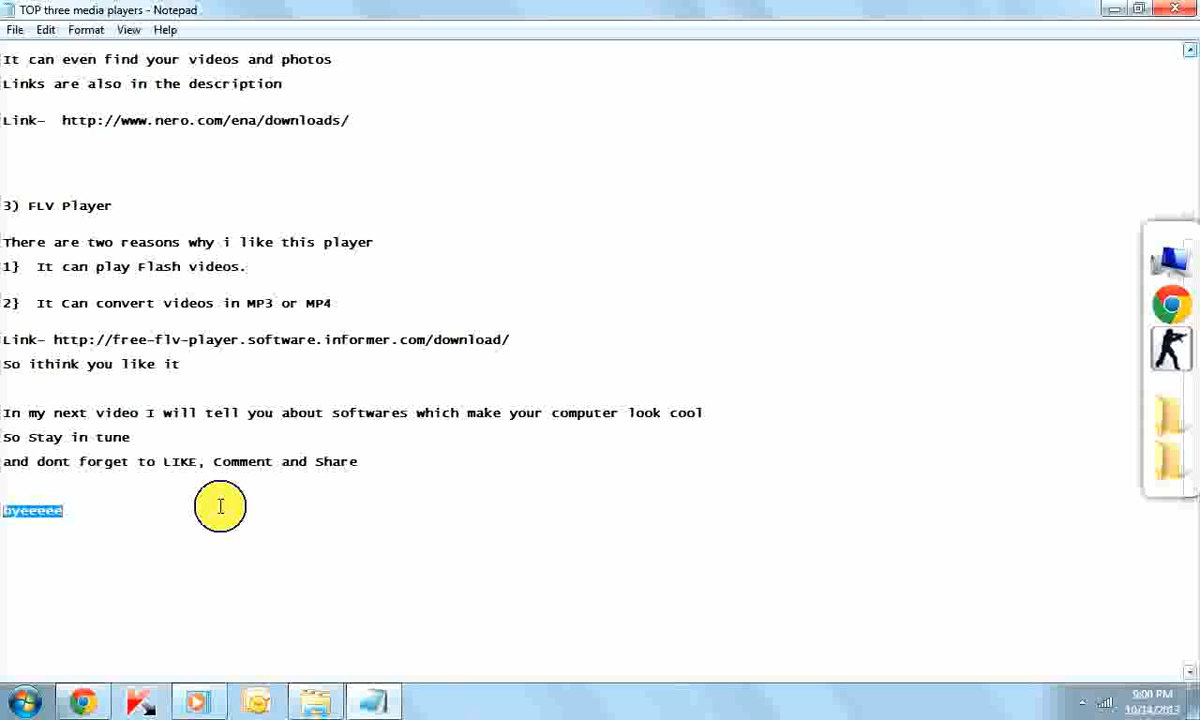 TOP three media players - Notepad
File Edit Format View Help
It can even find your videos and photos
Links are also in the description
Link- http://www.nero.com/ena/downloads/
3) FLV Player
There are two reasons why i like this player
1} It can play Flash videos.
2} It Can convert videos in MP3 or MP4
Link- http://free-flv-player.software.informer.com/download/
So ithink you like it
In my next video I will tell you about softwares which make your computer look cool
So Stay in tune
and dont forget to LIKE, Comment and Share
byeeeee
9:00 PM
10/14/2013